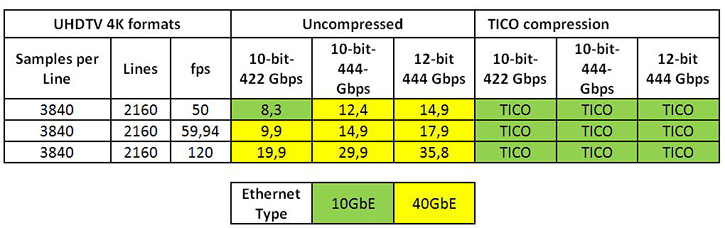 UHDTV 4K formats Uncompressed TICO compression
Samples per Line Lines fps 10-bit-422 Gbps 10-bit-444-Gbps 12-bit 444 Gbps 10-bit-422 Gbps 10-bit-444-Gbps 12-bit 444 Gbps
3840 2160 50 8,3 12,4 14,9 TICO TICO TICO
3840 2160 59,94 9,9 14,9 17,9 TICO TICO TICO
3840 2160 120 19,9 29,9 35,8 TICO TICO TICO
Ethernet Type 10GbE 40GbE